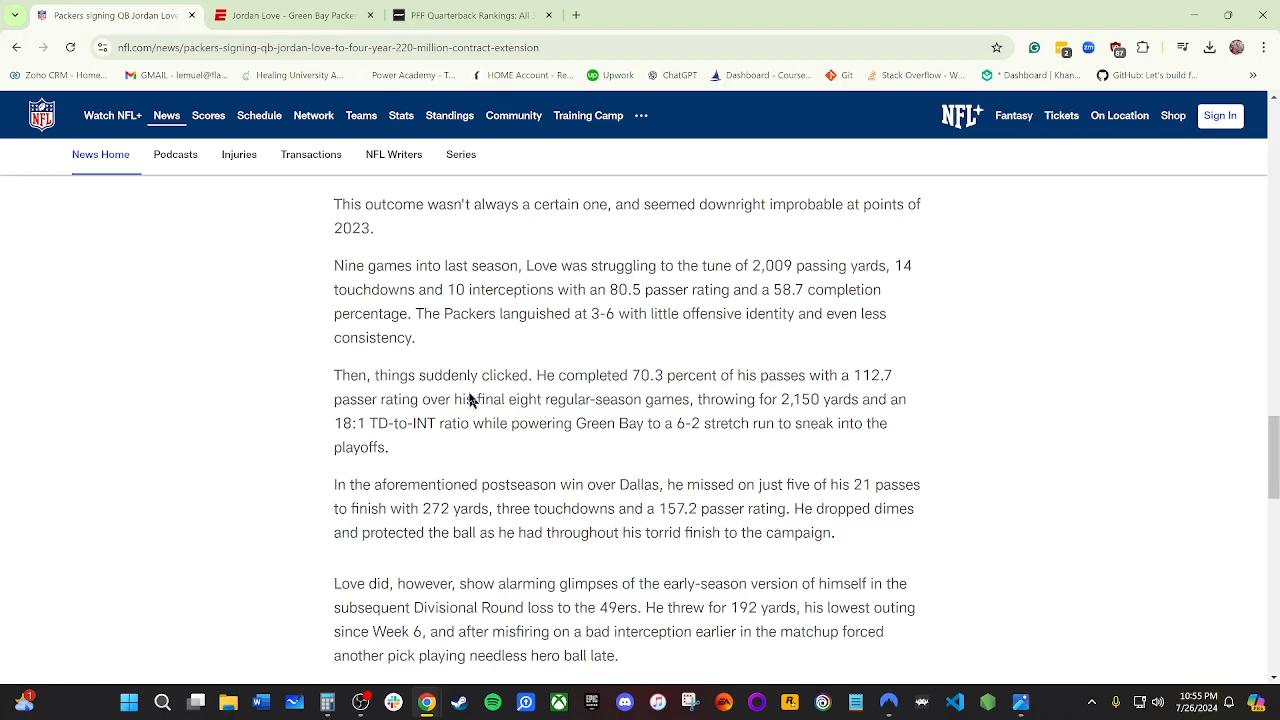 Packers signing QB Jordan Love
Jordan Love - Green Bay Packer
PFF Quarterback Rankings: All 3
nfl.com/news/packers-signing-qb-jordan-love-to-four-year-220-million-contract-extension
2
87
Zoho CRM - Home...
GMAIL - lemuel@fla...
Healing University A...
Power Academy - T...
HOME Account - Re...
Upwork
ChatGPT
Dashboard - Course...
Git
Stack Overflow - W...
* Dashboard | Khan...
GitHub: Let's build f...
NFL
Watch NFL+
News
Scores
Schedule
Network
Teams
Stats
Standings
Community
Training Camp
NFL+
Fantasy
Tickets
On Location
Shop
Sign In
News Home
Podcasts
Injuries
Transactions
NFL Writers
Series
This outcome wasn't always a certain one, and seemed downright improbable at points of
2023.
Nine games into last season, Love was struggling to the tune of 2,009 passing yards, 14
touchdowns and 10 interceptions with an 80.5 passer rating and a 58.7 completion
percentage. The Packers languished at 3-6 with little offensive identity and even less
consistency.
Then, things suddenly clicked. He completed 70.3 percent of his passes with a 112.7
passer rating over his final eight regular-season games, throwing for 2,150 yards and an
18:1 TD-to-INT ratio while powering Green Bay to a 6-2 stretch run to sneak into the
playoffs.
In the aforementioned postseason win over Dallas, he missed on just five of his 21 passes
to finish with 272 yards, three touchdowns and a 157.2 passer rating. He dropped dimes
and protected the ball as he had throughout his torrid finish to the campaign.
Love did, however, show alarming glimpses of the early-season version of himself in the
subsequent Divisional Round loss to the 49ers. He threw for 192 yards, his lowest outing
since Week 6, and after misfiring on a bad interception earlier in the matchup forced
another pick playing needless hero ball late.
1
10:55 PM
7/26/2024